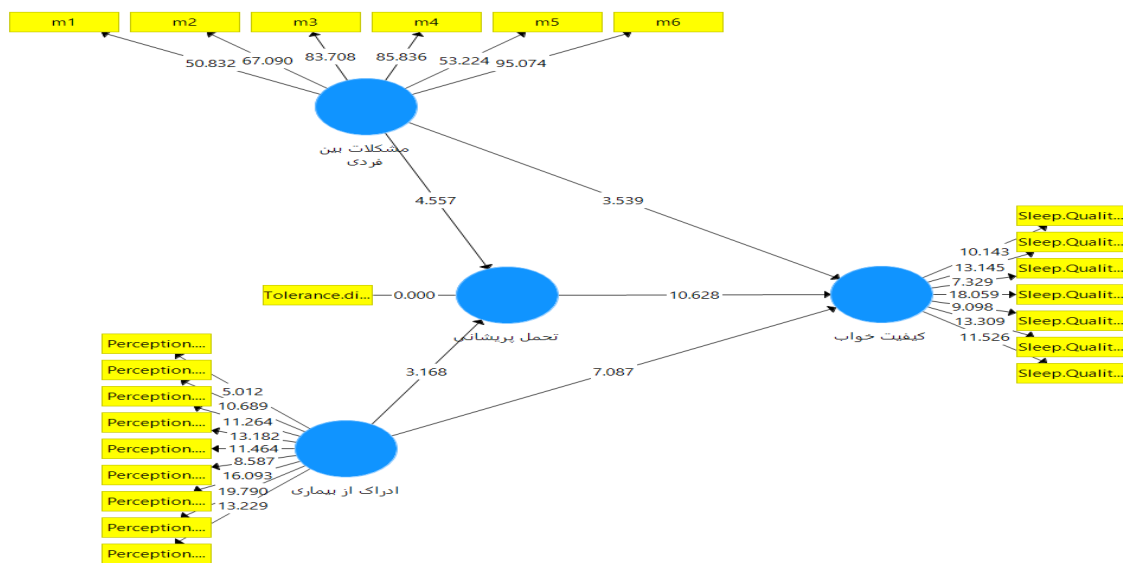 m1
m2
m3
m4
m5
m6
50.832
67.090
83.708
85.836
53.224
95.074
مشکلات بین
فردی
4.557
3.539
Tolerance.di...
0.000
تحمل پریشانی
10.628
کیفیت خواب
Sleep.Qualit...
Sleep.Qualit...
Sleep.Qualit...
Sleep.Qualit...
Sleep.Qualit...
Sleep.Qualit...
Sleep.Qualit...
10.143
13.145
7.329
18.059
9.098
13.309
11.526
3.168
7.087
Perception....
Perception....
Perception....
Perception....
Perception....
Perception....
Perception....
Perception....
Perception....
5.012
10.689
11.264
13.182
11.464
8.587
16.093
19.790
13.229
ادراک از بیماری